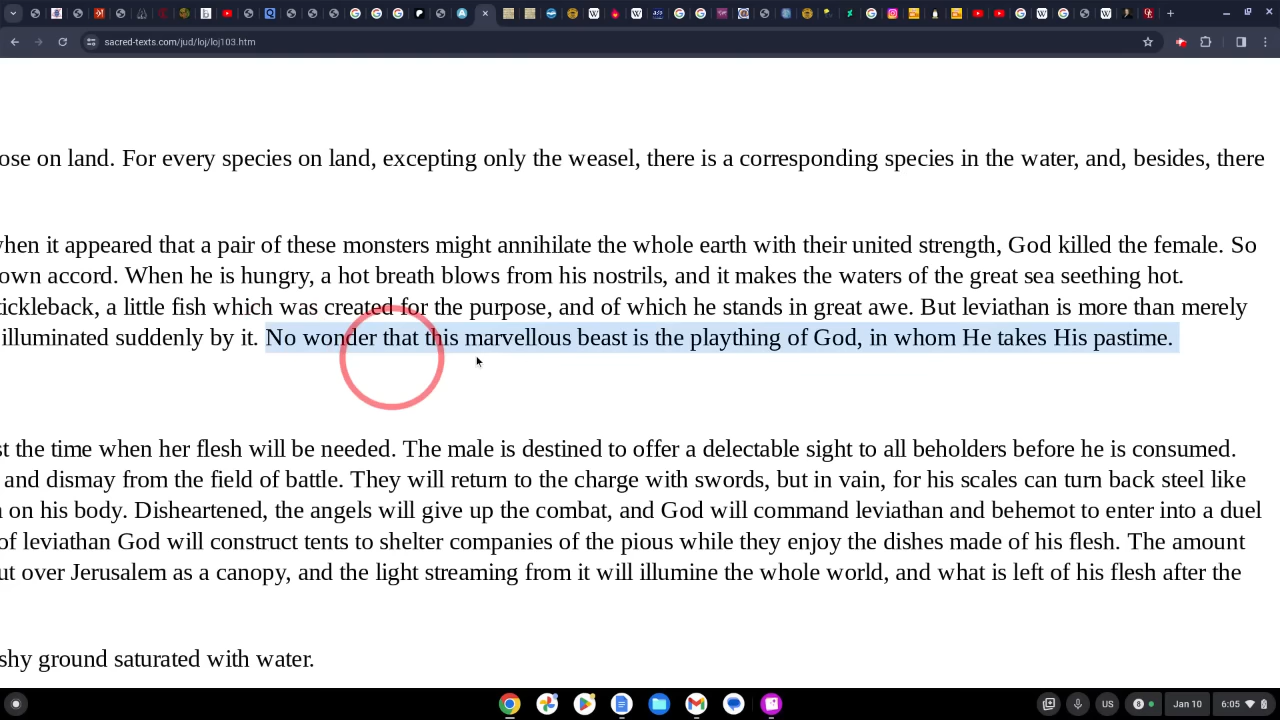 sacred-texts.com/jud/loj/loj103.htm
ose on land. For every species on land, excepting only the weasel, there is a corresponding species in the water, and, besides, there
when it appeared that a pair of these monsters might annihilate the whole earth with their united strength, God killed the female. So
own accord. When he is hungry, a hot breath blows from his nostrils, and it makes the waters of the great sea seething hot.
tickleback, a little fish which was created for the purpose, and of which he stands in great awe. But leviathan is more than merely
illuminated suddenly by it. No wonder that this marvellous beast is the plaything of God, in whom He takes His pastime.
st the time when her flesh will be needed. The male is destined to offer a delectable sight to all beholders before he is consumed.
and dismay from the field of battle. They will return to the charge with swords, but in vain, for his scales can turn back steel like
n on his body. Disheartened, the angels will give up the combat, and God will command leviathan and behemot to enter into a duel
of leviathan God will construct tents to shelter companies of the pious while they enjoy the dishes made of his flesh. The amount
ut over Jerusalem as a canopy, and the light streaming from it will illumine the whole world, and what is left of his flesh after the
shy ground saturated with water.
US
8
Jan 10
6:05